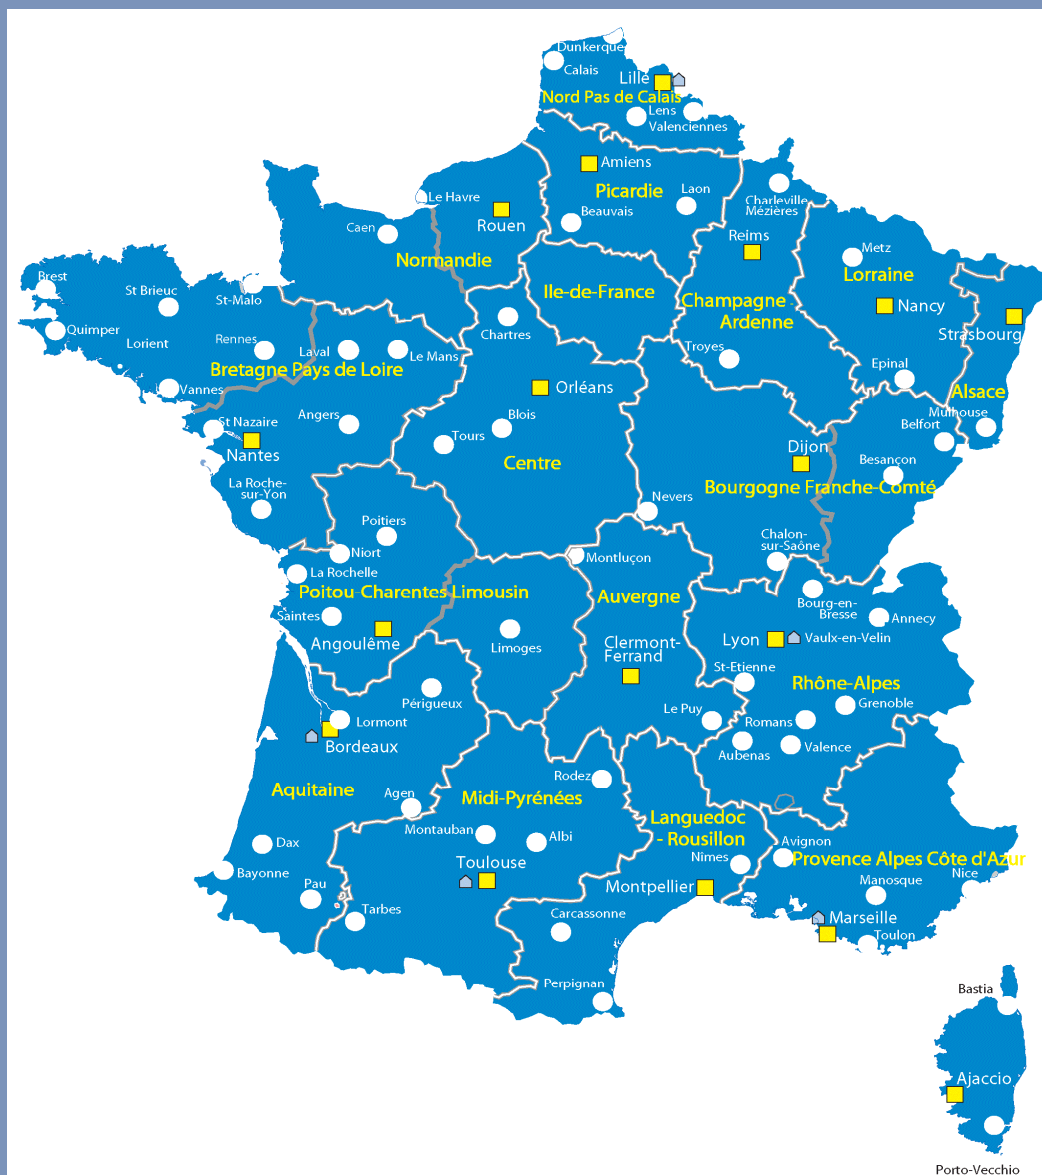 Dunkerque
Calais
Lille
Nord Pas de Calais
Lens
Valenciennes
Amiens
Picardie
Laon
Beauvais
Charleville
Mézières
Le Havre
Rouen
Caen
Normandie
Reims
Metz
Lorraine
Ile-de-France
Champagne -
Ardenne
Nancy
Strasbourg
Brest
St Brieuc
St-Malo
Quimper
Lorient
Rennes
Laval
Le Mans
Chartres
Troyes
Epinal
Bretagne Pays de Loire
Vannes
Orléans
Alsace
Mulhouse
Belfort
St Nazaire
Angers
Blois
Tours
Nantes
Centre
Dijon
Besançon
Bourgogne Franche-Comté
La Roche-
sur-Yon
Nevers
Poitiers
Chalon-
sur-Saône
Niort
Montluçon
La Rochelle
Poitou-Charentes Limousin
Auvergne
Bourg-en-
Bresse
Annecy
Saintes
Angoulême
Limoges
Clermont-
Ferrand
Lyon
Vaulx-en-Velin
St-Etienne
Rhône-Alpes
Périgueux
Grenoble
Le Puy
Romans
Lormont
Bordeaux
Valence
Aubenas
Rodez
Aquitaine
Agen
Midi-Pyrénées
Languedoc
- Rousillon
Montauban
Albi
Dax
Avignon
Toulouse
Nimes
Provence Alpes Côte d'Azur
Bayonne
Nice
Pau
Montpellier
Manosque
Tarbes
Carcassonne
Marseille
Toulon
Perpignan
Bastia
Ajaccio
Porto-Vecchio